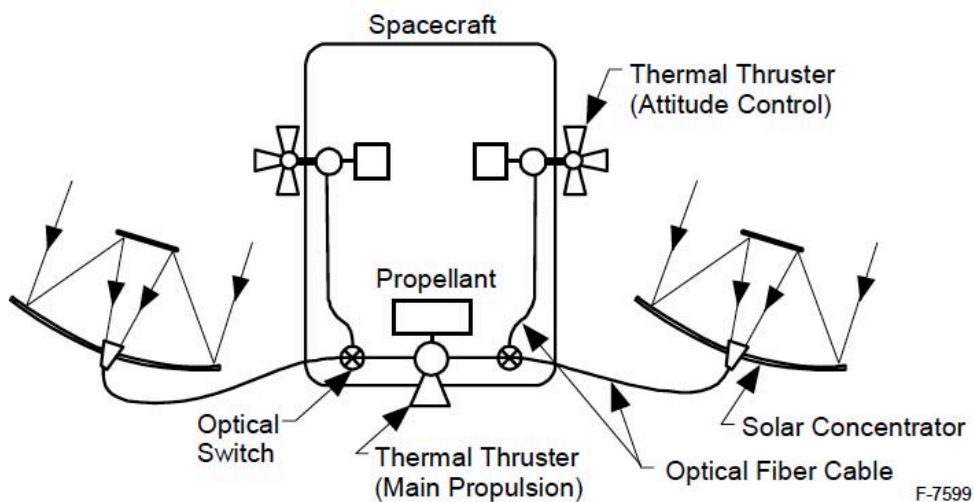 Spacecraft
Thermal Thruster
(Attitude Control)
Propellant
Optical
Switch
Thermal Thruster
(Main Propulsion)
Solar Concentrator
Optical Fiber Cable
F-7599